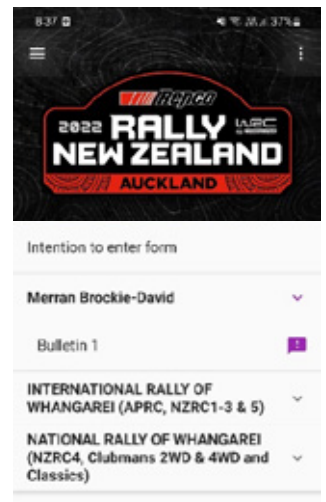 8:37
37%
Repco
2022 RALLY WRC
NEW ZEALAND
AUCKLAND
Intention to enter form
Merran Brockie-David
Bulletin 1
INTERNATIONAL RALLY OF
WHANGAREI (APRC, NZRC1-3 & 5)
NATIONAL RALLY OF WHANGAREI
(NZRC4, Clubmans 2WD & 4WD and
Classics)